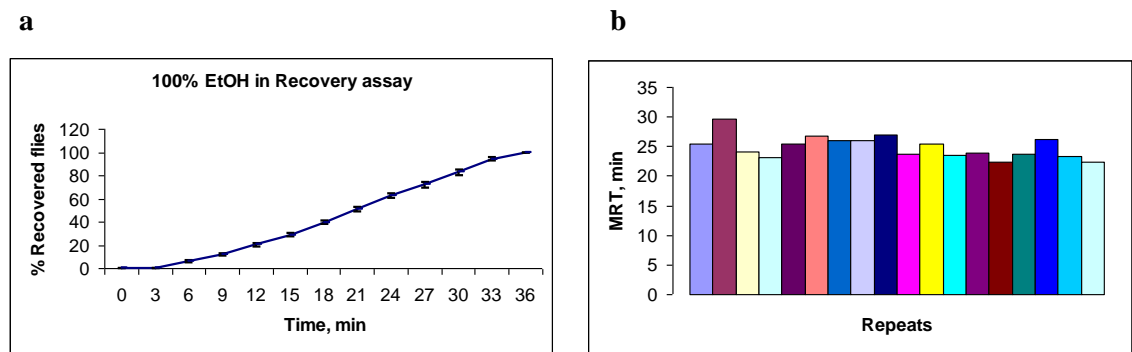 a
b
100% EtOH in Recovery assay
% Recovered flies
120
100
80
60
40
20
0
0 3 6 9 12 15 18 21 24 27 30 33 36
Time, min
MRT, min
35
30
25
20
15
10
5
0
Repeats